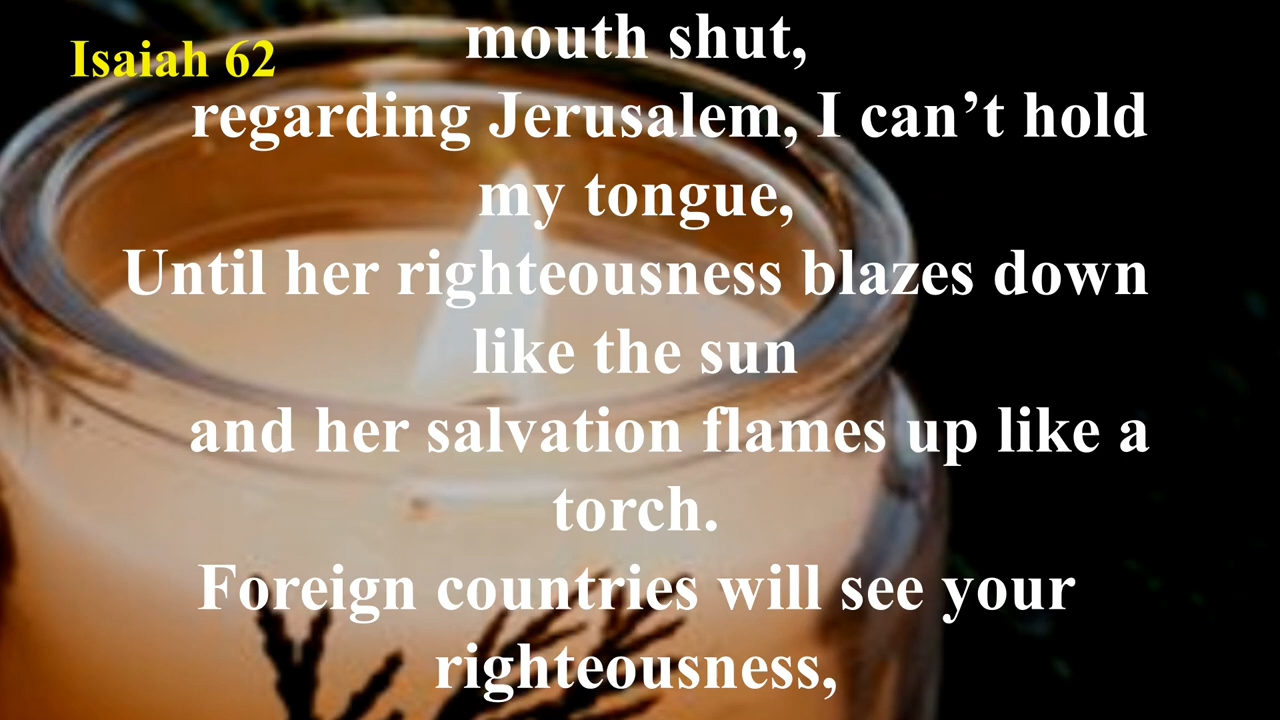 Isaiah 62
mouth shut,
regarding Jerusalem, I can’t hold
my tongue,
Until her righteousness blazes down
like the sun
and her salvation flames up like a
torch.
Foreign countries will see your
righteousness,